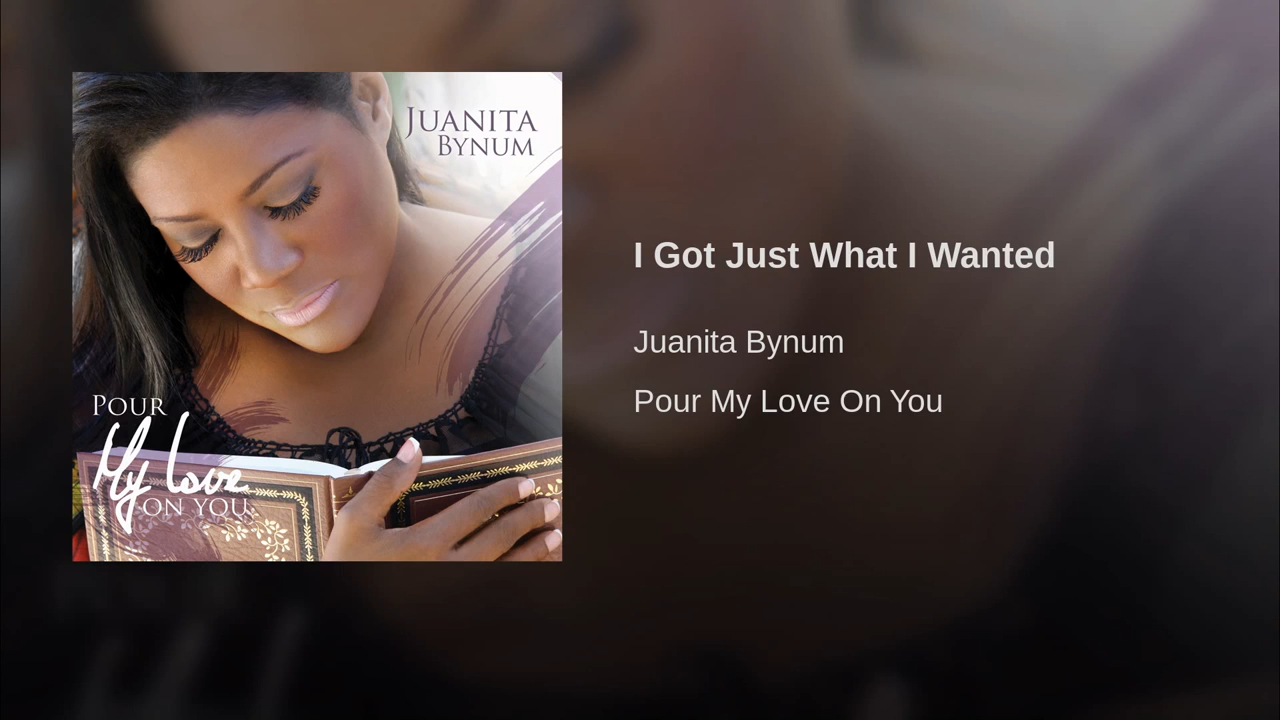 JUANITA
BYNUM
POUR
My Love
ON YOU
I Got Just What I Wanted
Juanita Bynum
Pour My Love On You